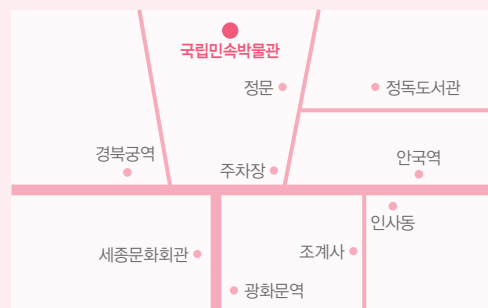 국립민속박물관
정문
정독도서관
경복궁역
주차장
안국역
인사동
세종문화회관
조계사
광화문역